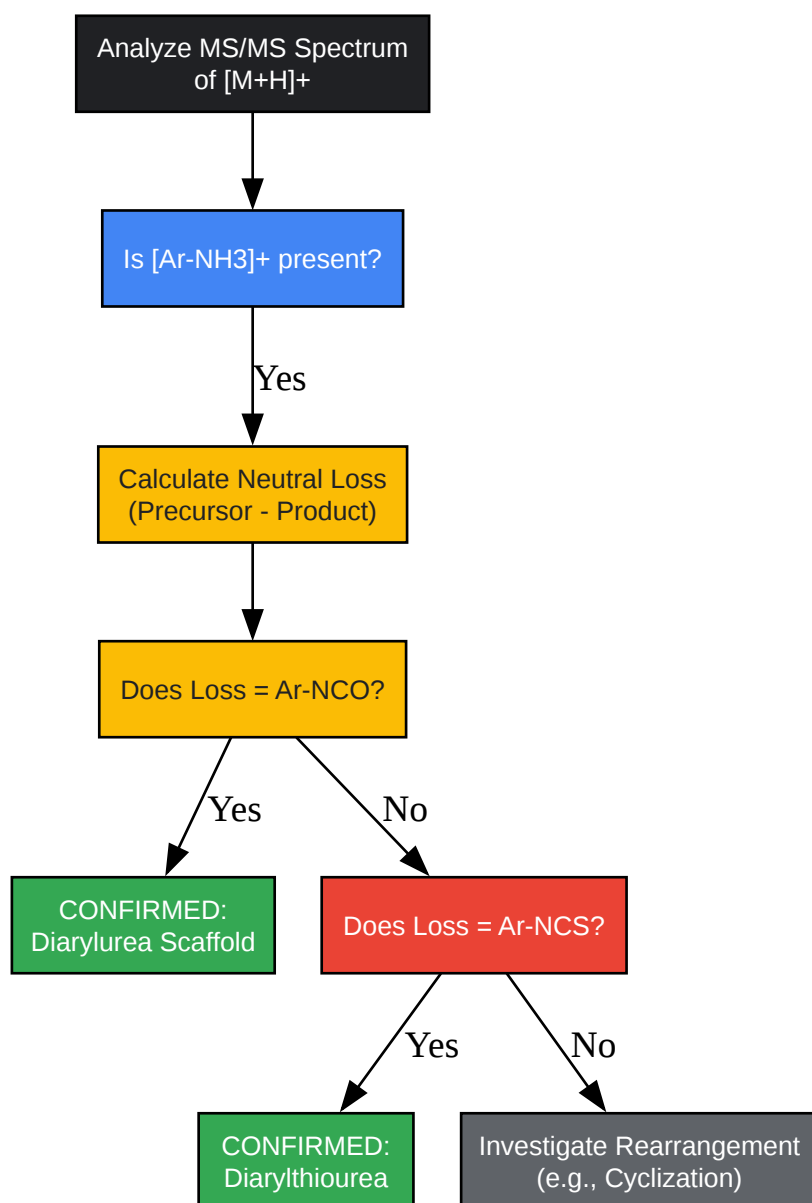 Analyze MS/MS Spectrum
of [M+H]+
Is [Ar-NH3]+ present?
Yes
Calculate Neutral Loss
(Precursor - Product)
Does Loss = Ar-NCO?
Yes
No
CONFIRMED:
Diarylurea Scaffold
Does Loss = Ar-NCS?
Yes
No
CONFIRMED:
Diarylthiourea
Investigate Rearrangement
(e.g., Cyclization)